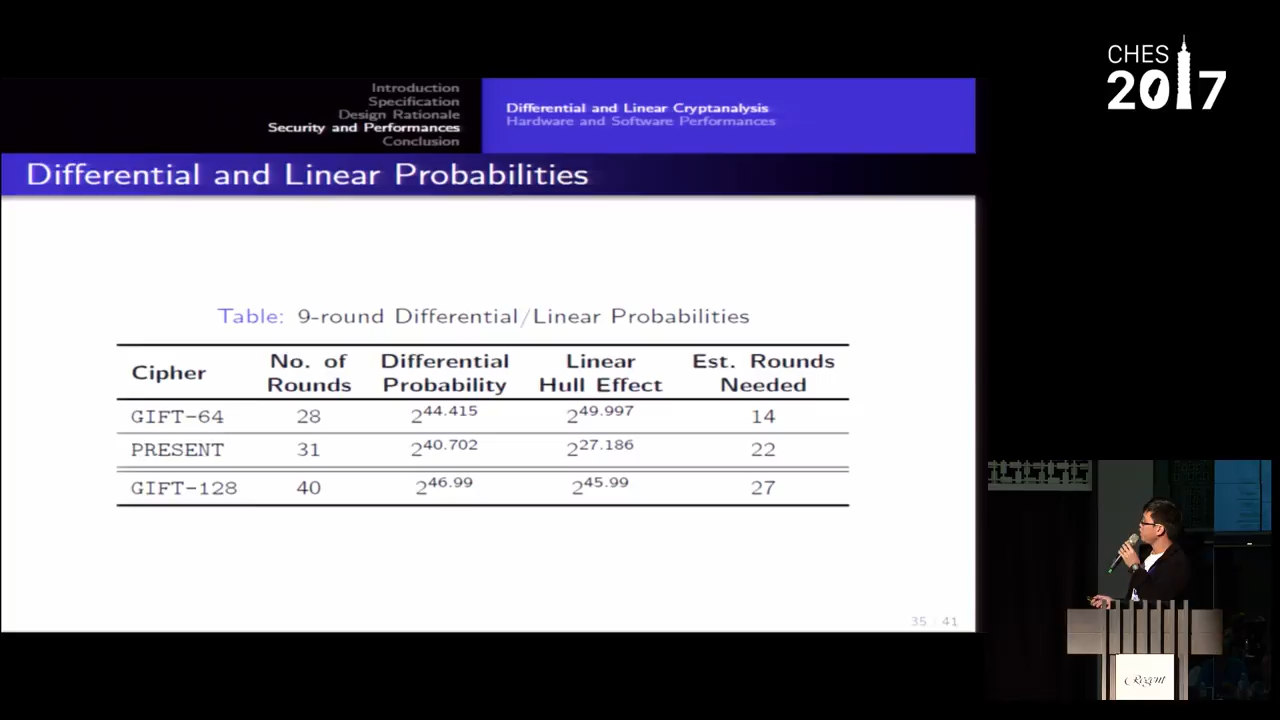 CHES
2017
Introduction
Specification
Design Rationale
Security and Performances
Conclusion
Differential and Linear Cryptanalysis
Hardware and Software Performances
Differential and Linear Probabilities
Table: 9-round Differential/Linear Probabilities
Cipher No. of Rounds Differential Probability Linear Hull Effect Est. Rounds Needed
GIFT-64 28 2^44.415 2^49.997 14
PRESENT 31 2^40.702 2^27.186 22
GIFT-128 40 2^46.99 2^45.99 27
35 / 41
Regent